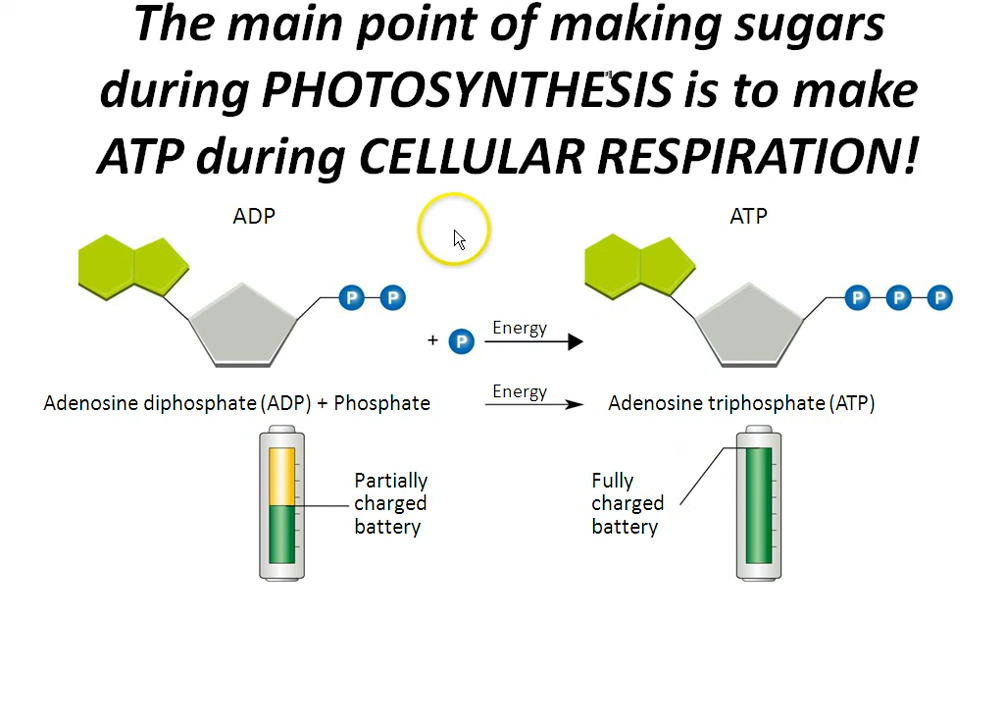 The main point of making sugars
during PHOTOSYNTHESIS is to make
ATP during CELLULAR RESPIRATION!
ADP
ATP
P P
P P P
+ P Energy
Energy
Adenosine diphosphate (ADP) + Phosphate
Adenosine triphosphate (ATP)
Partially
charged
battery
Fully
charged
battery